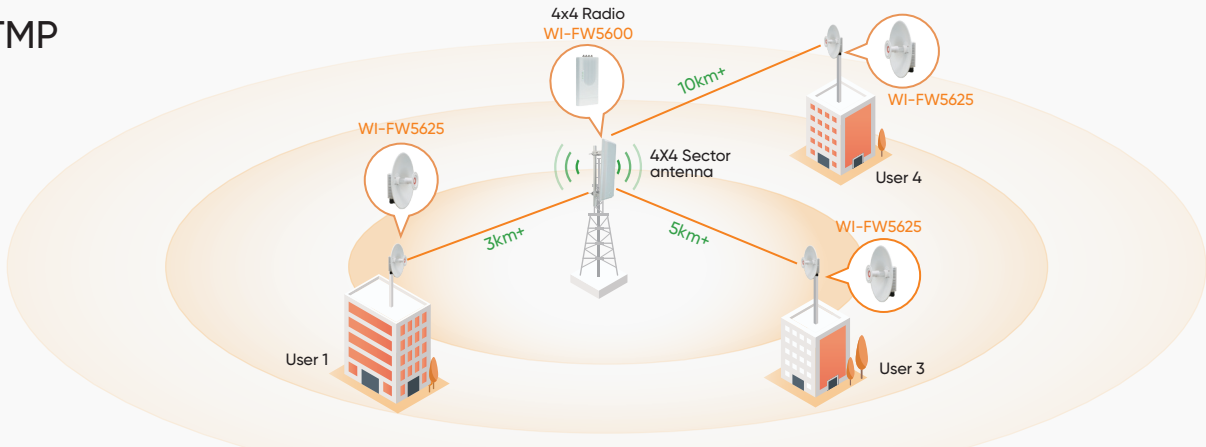 TMP
4x4 Radio
WI-FW5600
10km+
WI-FW5625
WI-FW5625
4X4 Sector
antenna
User 4
3km+
5km+
WI-FW5625
User 1
User 3